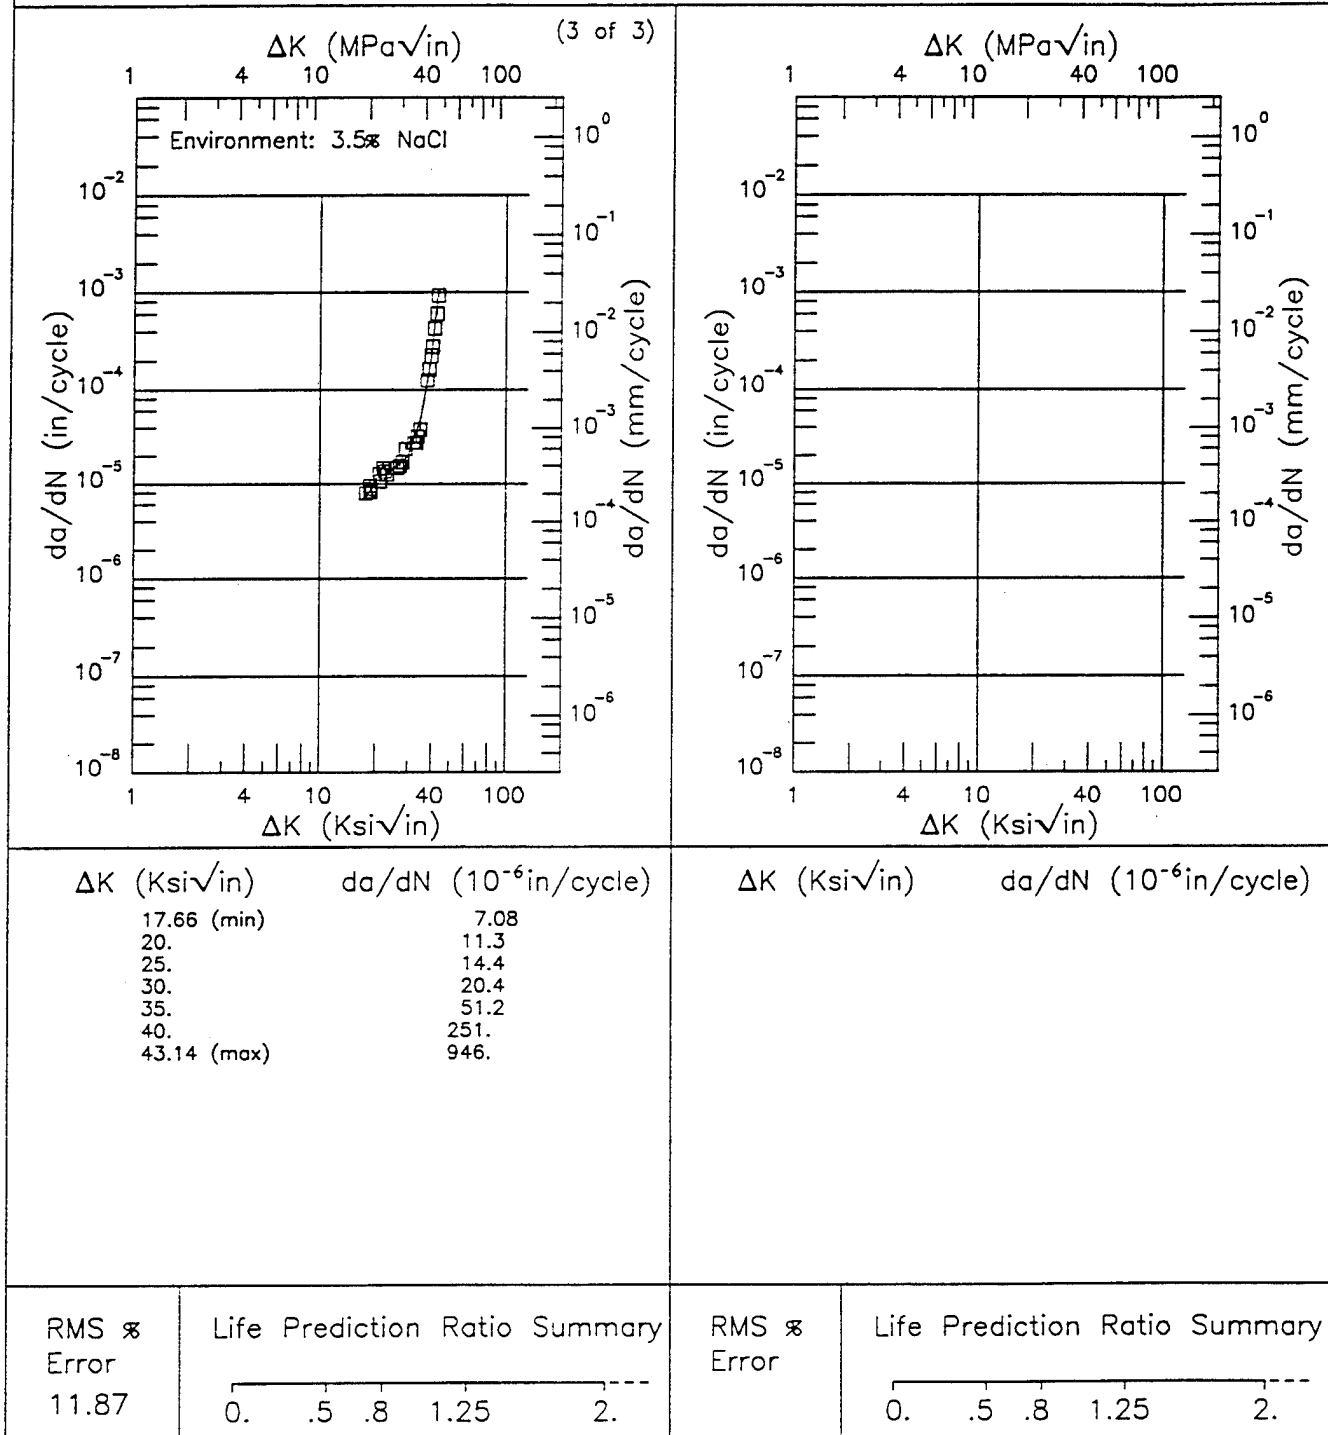 (3 of 3)
ΔK (MPa√in)
1 4 10 40 100
Environment: 3.5% NaCl
10⁻²
10⁻³
10⁻⁴
10⁻⁵
10⁻⁶
10⁻⁷
10⁻⁸
da/dN (in/cycle)
10⁰
10⁻¹
10⁻²
10⁻³
10⁻⁴
10⁻⁵
10⁻⁶
da/dN (mm/cycle)
1 4 10 40 100
ΔK (Ksi√in)
ΔK (MPa√in)
1 4 10 40 100
10⁻²
10⁻³
10⁻⁴
10⁻⁵
10⁻⁶
10⁻⁷
10⁻⁸
da/dN (in/cycle)
10⁰
10⁻¹
10⁻²
10⁻³
10⁻⁴
10⁻⁵
10⁻⁶
da/dN (mm/cycle)
1 4 10 40 100
ΔK (Ksi√in)
ΔK (Ksi√in) da/dN (10⁻⁶in/cycle)
17.66 (min) 7.08
20. 11.3
25. 14.4
30. 20.4
35. 51.2
40. 251.
43.14 (max) 946.
ΔK (Ksi√in) da/dN (10⁻⁶in/cycle)
RMS %
Error
11.87
Life Prediction Ratio Summary
0. .5 .8 1.25 2.
RMS %
Error
Life Prediction Ratio Summary
0. .5 .8 1.25 2.